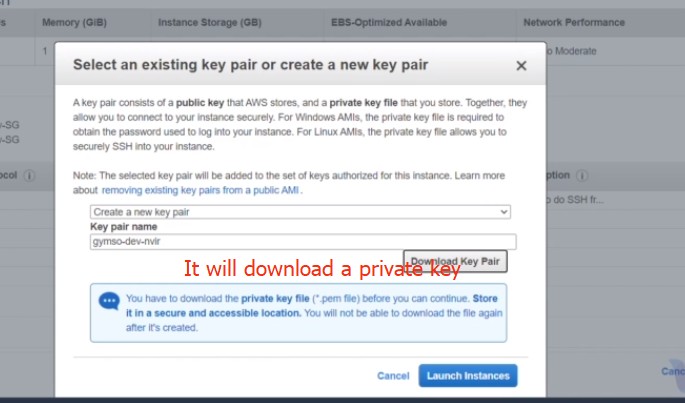 Memory (GiB) Instance Storage (GB) EBS-Optimized Available Network Performance
1
o Moderate
Select an existing key pair or create a new key pair
A key pair consists of a public key that AWS stores, and a private key file that you store. Together, they
allow you to connect to your instance securely. For Windows AMIs, the private key file is required to
obtain the password used to log into your instance. For Linux AMIs, the private key file allows you to
securely SSH into your instance.
-SG
-SG
Note: The selected key pair will be added to the set of keys authorized for this instance. Learn more
about removing existing key pairs from a public AMI .
ocol
ption
Create a new key pair
o do SSH fr...
Key pair name
gymso-dev-nvir
Download Key Pair
It will download a private key
You have to download the private key file (*.pem file) before you can continue. Store
it in a secure and accessible location. You will not be able to download the file again
after it's created.
Cancel Launch Instances
Canc